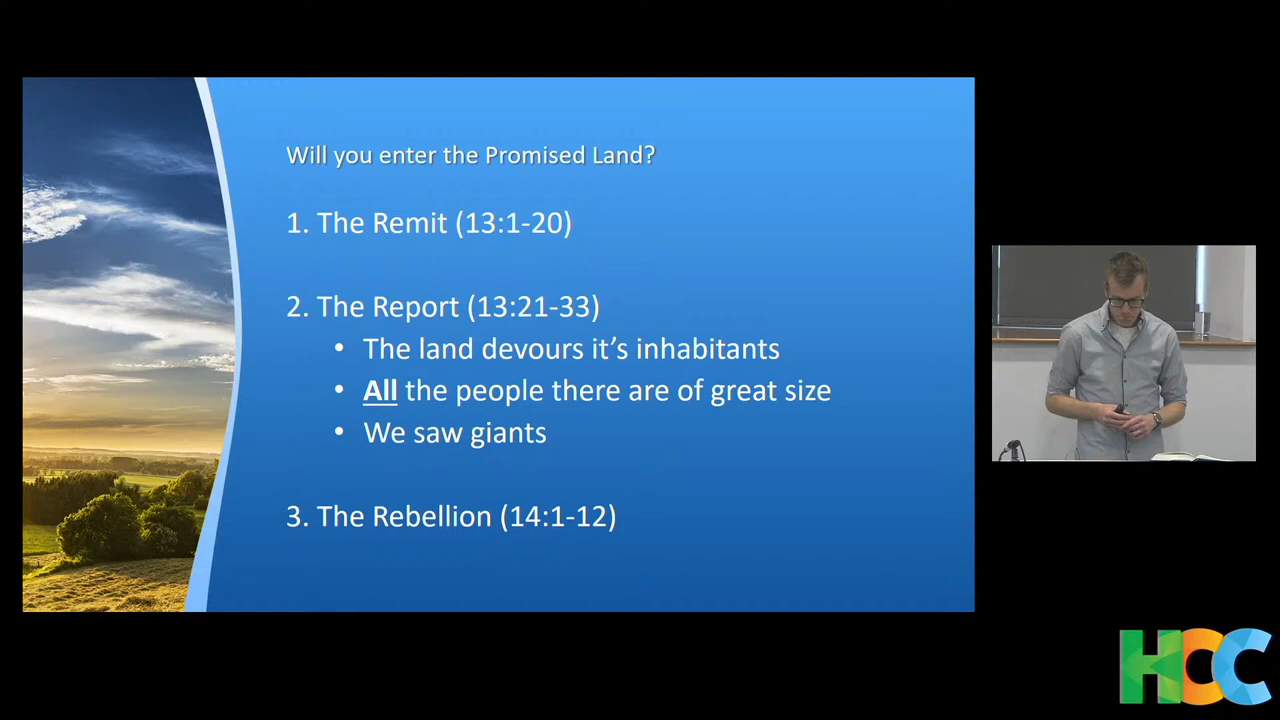 Will you enter the Promised Land?
1. The Remit (13:1-20)
2. The Report (13:21-33)
• The land devours it’s inhabitants
• All the people there are of great size
• We saw giants
3. The Rebellion (14:1-12)
HCC